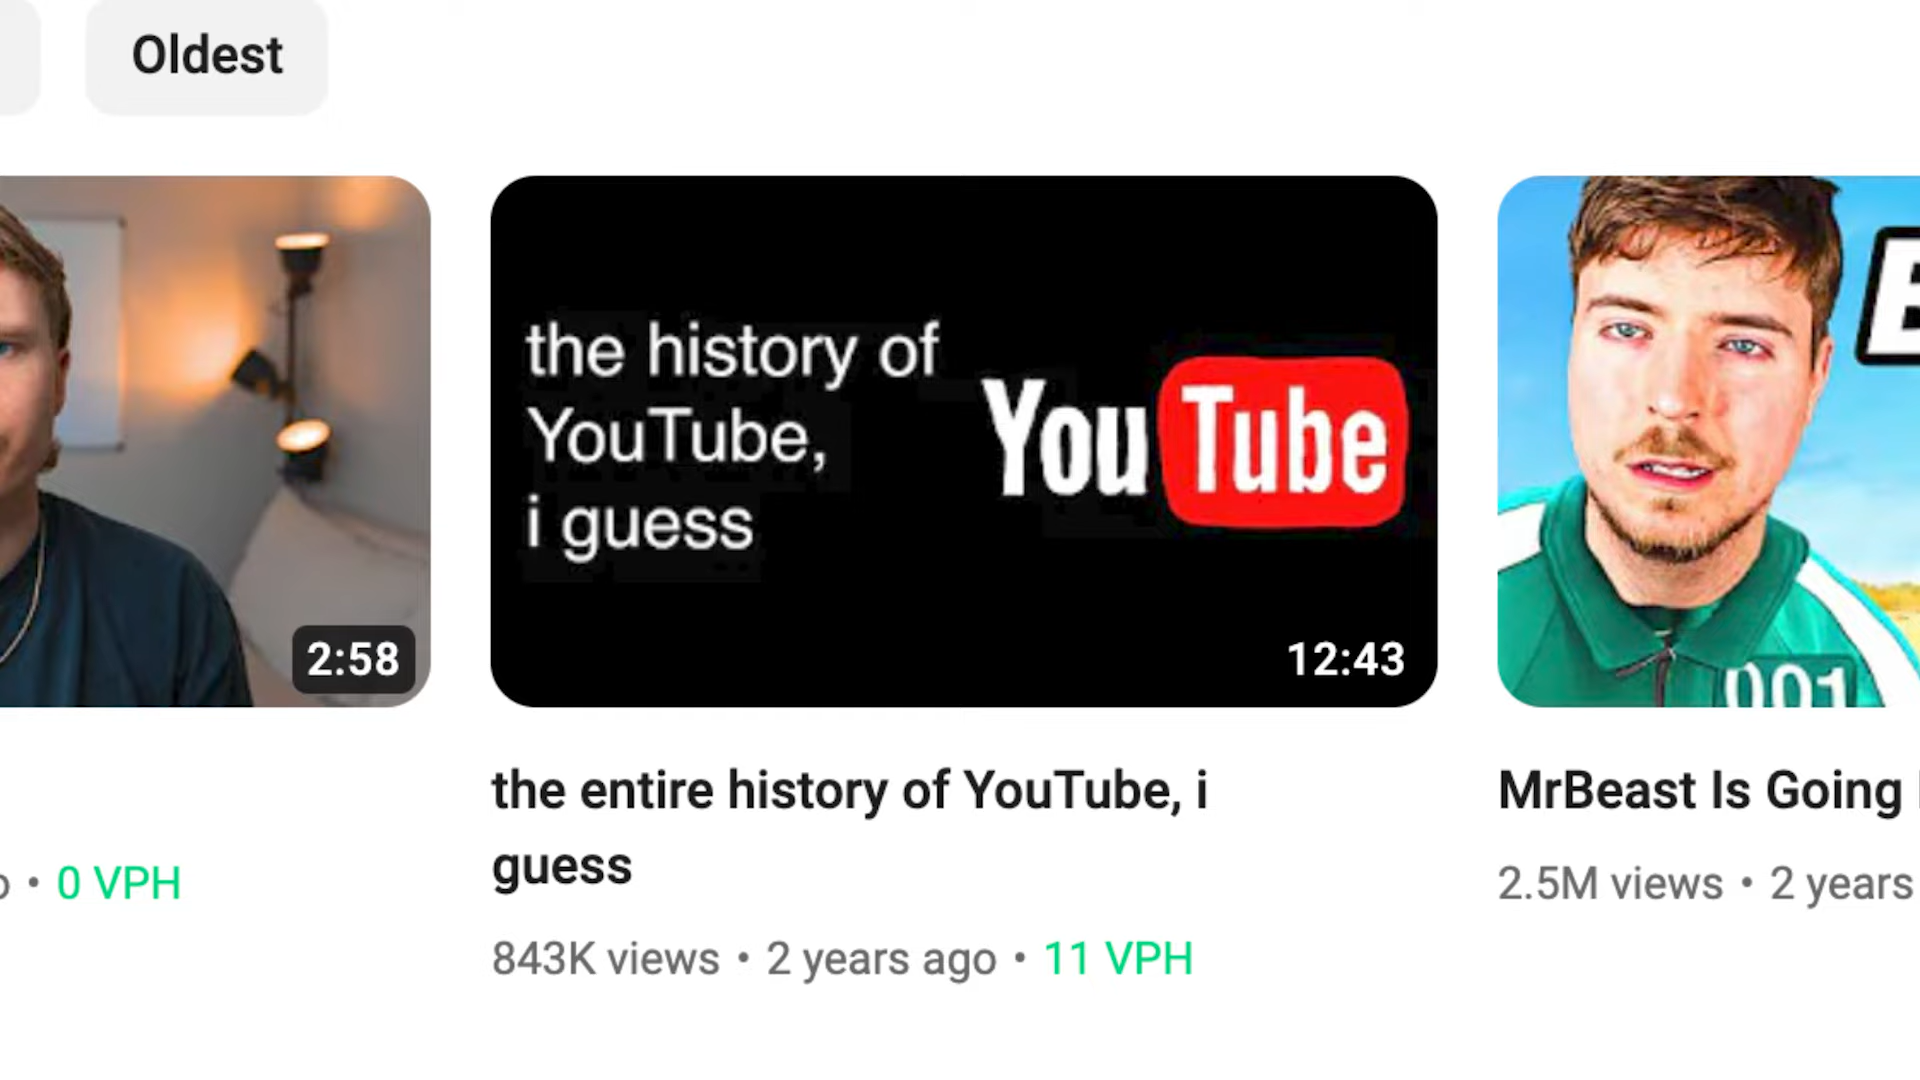 Oldest
2:58
the history of
YouTube,
i guess
YouTube
12:43
001
the entire history of YouTube, i
guess
MrBeast Is Going
0 VPH
2.5M views • 2 years
843K views • 2 years ago • 11 VPH